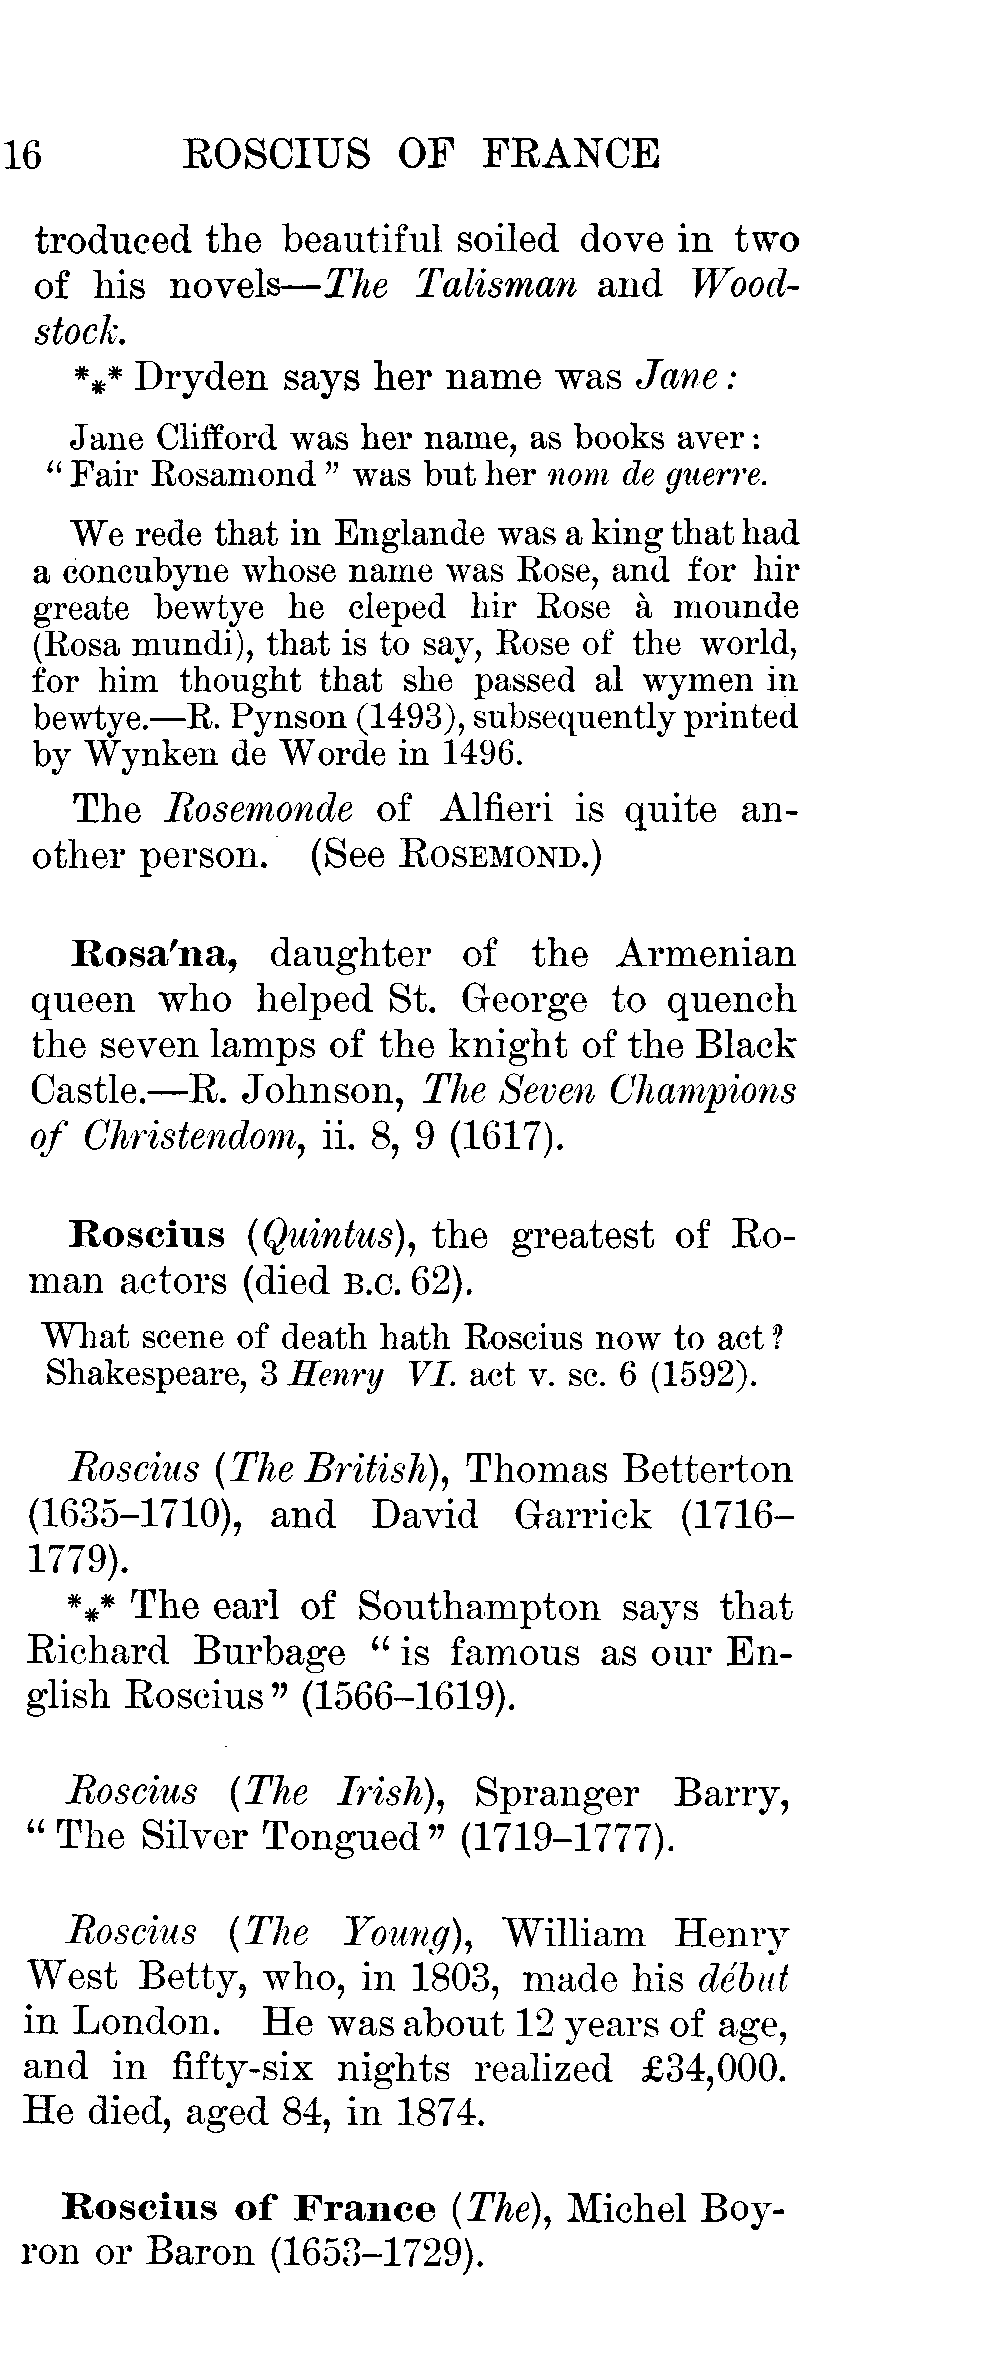 16 ROSCIUS OF FRANCE
troduced the beautiful soiled dove in two
of his novels—The Talisman and Wood-
stock.
*⁎* Dryden says her name was Jane:
Jane Clifford was her name, as books aver:
“Fair Rosamond” was but her nom de guerre.
We rede that in Englande was a king that had
a concubyne whose name was Rose, and for hir
greate bewtye he cleped hir Rose à mounde
(Rosa mundi), that is to say, Rose of the world,
for him thought that she passed al wymen in
bewtye.—R. Pynson (1493), subsequently printed
by Wynken de Worde in 1496.
The Rosemonde of Alfieri is quite an-
other person. (See ROSEMOND.)
Rosa'na, daughter of the Armenian
queen who helped St. George to quench
the seven lamps of the knight of the Black
Castle.—R. Johnson, The Seven Champions
of Christendom, ii. 8, 9 (1617).
Roscius (Quintus), the greatest of Ro-
man actors (died B.C. 62).
What scene of death hath Roscius now to act?
Shakespeare, 3 Henry VI. act v. sc. 6 (1592).
Roscius (The British), Thomas Betterton
(1635–1710), and David Garrick (1716–
1779).
*⁎* The earl of Southampton says that
Richard Burbage “is famous as our En-
glish Roscius” (1566–1619).
Roscius (The Irish), Spranger Barry,
“The Silver Tongued” (1719–1777).
Roscius (The Young), William Henry
West Betty, who, in 1803, made his début
in London. He was about 12 years of age,
and in fifty-six nights realized £34,000.
He died, aged 84, in 1874.
Roscius of France (The), Michel Boy-
ron or Baron (1653–1729).